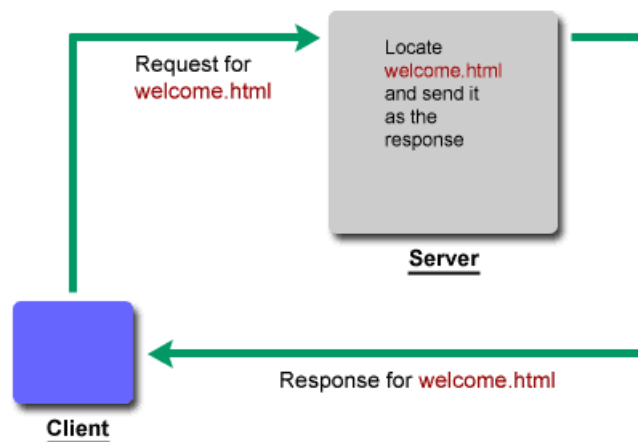 Request for
welcome.html
Locate
welcome.html
and send it
as the
response
Server
Response for welcome.html
Client